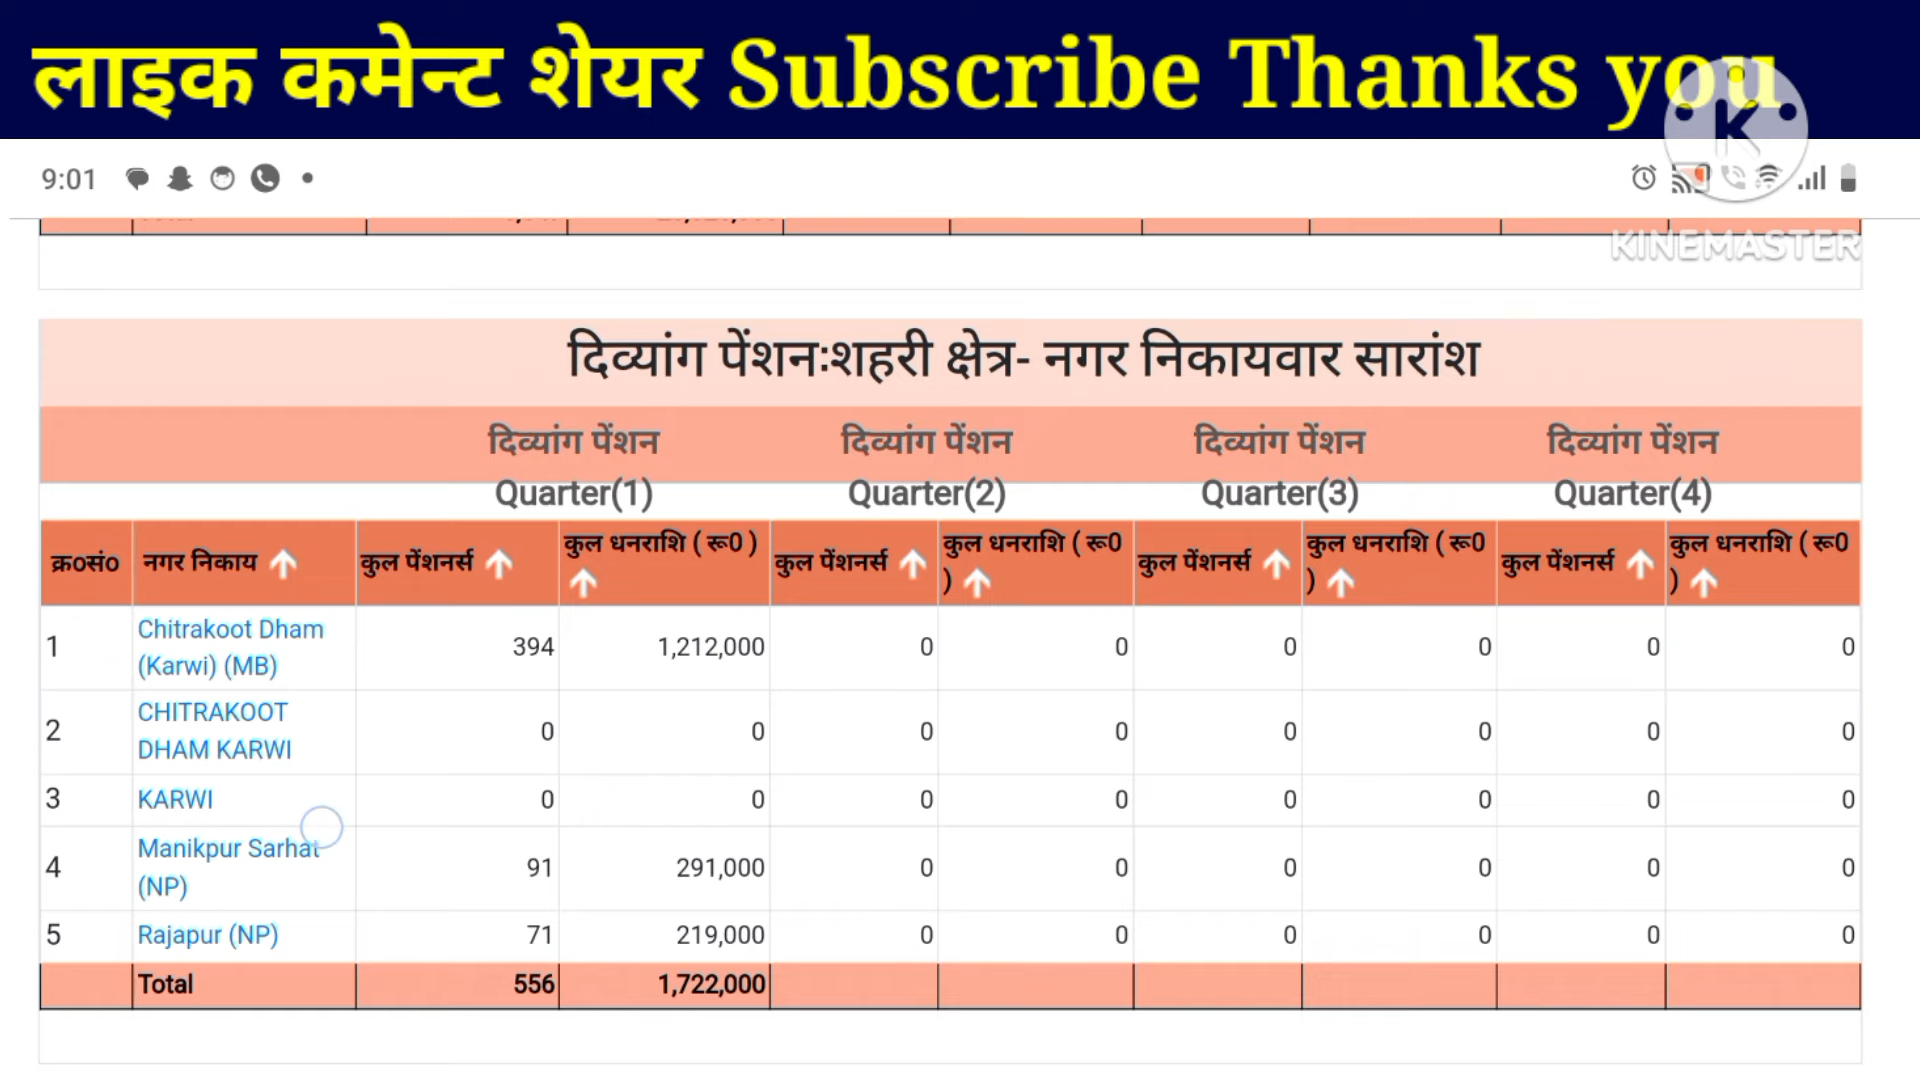 लाइक कमेन्ट शेयर Subscribe Thanks you
K
9:01
KINEMASTER
दिव्यांग पेंशन:शहरी क्षेत्र- नगर निकायवार सारांश
दिव्यांग पेंशन दिव्यांग पेंशन दिव्यांग पेंशन दिव्यांग पेंशन
Quarter(1) Quarter(2) Quarter(3) Quarter(4)
क्र०सं० नगर निकाय कुल पेंशनर्स कुल धनराशि ( रू0 ) कुल पेंशनर्स कुल धनराशि ( रू0 ) कुल पेंशनर्स कुल धनराशि ( रू0 ) कुल पेंशनर्स कुल धनराशि ( रू0 )
1 Chitrakoot Dham (Karwi) (MB) 394 1,212,000 0 0 0 0 0 0
2 CHITRAKOOT DHAM KARWI 0 0 0 0 0 0 0 0
3 KARWI 0 0 0 0 0 0 0 0
4 Manikpur Sarhat (NP) 91 291,000 0 0 0 0 0 0
5 Rajapur (NP) 71 219,000 0 0 0 0 0 0
Total 556 1,722,000